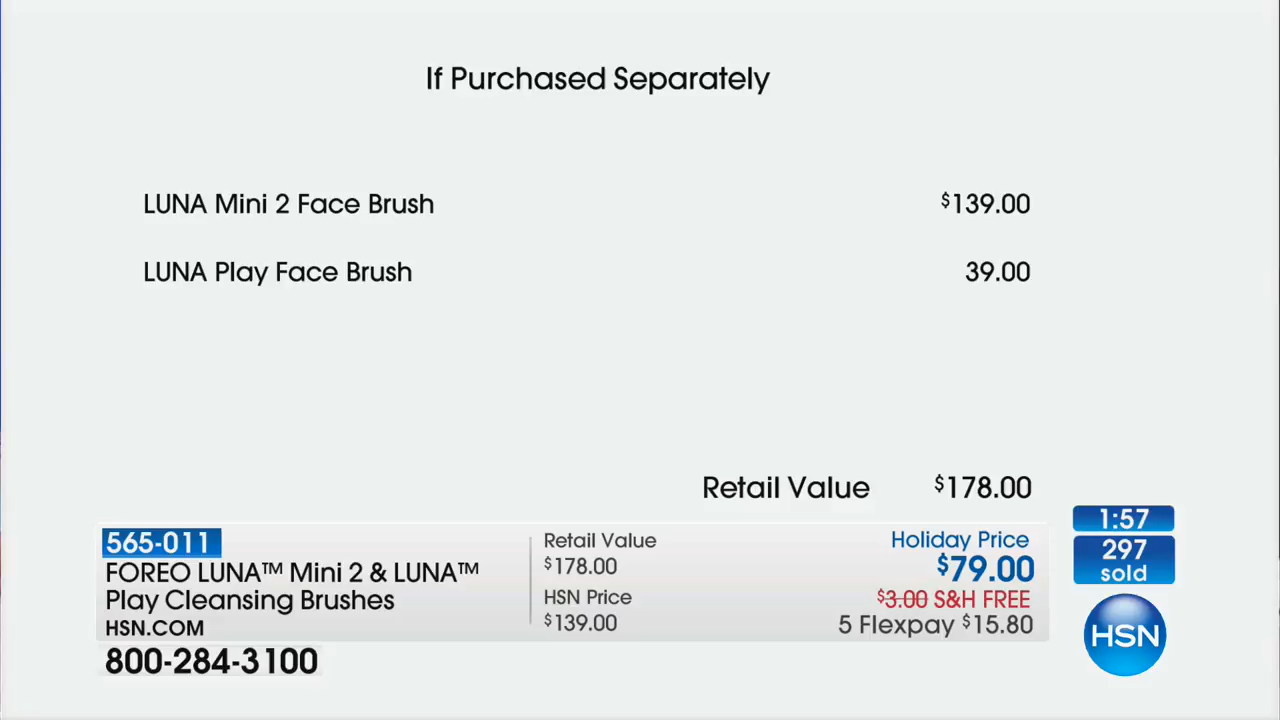 If Purchased Separately
LUNA Mini 2 Face Brush $139.00
LUNA Play Face Brush 39.00
Retail Value $178.00
565-011
FOREO LUNA™ Mini 2 & LUNA™
Play Cleansing Brushes
HSN.COM
800-284-3100
Retail Value
$178.00
HSN Price
$139.00
Holiday Price
$79.00
$3.00 S&H FREE
5 Flexpay $15.80
1:57
297
sold
HSN